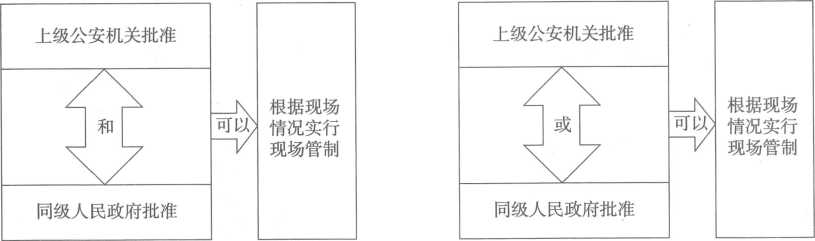 上级公安机关批准
和
同级人民政府批准
可以
根据现场
情况实行
现场管制
上级公安机关批准
或
同级人民政府批准
可以
根据现场
情况实行
现场管制